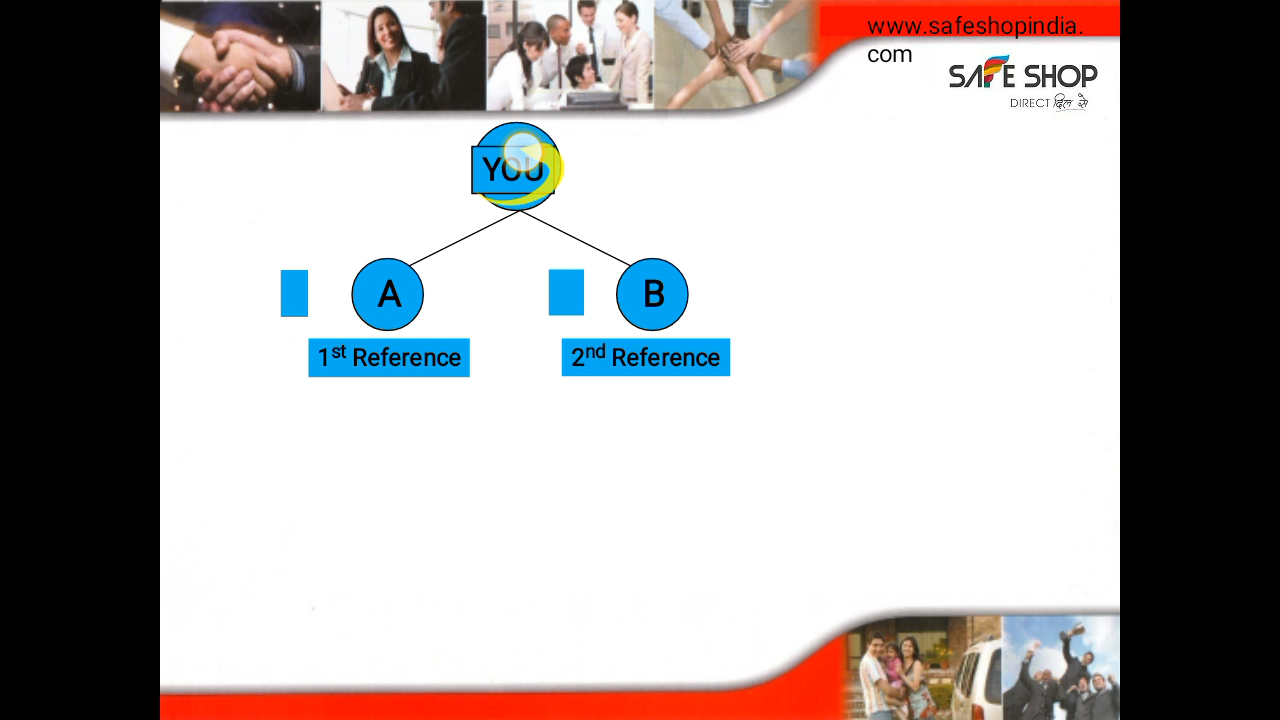 www.safeshopindia.
com
SAFE SHOP
DIRECT दिल से
YOU
A
B
1st Reference
2nd Reference